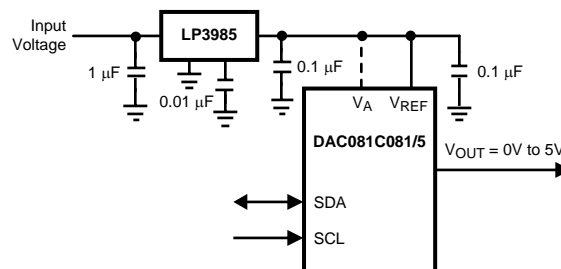 Input
Voltage
LP3985
1 μF
0.01 μF
0.1 μF
0.1 μF
VA
VREF
DAC081C081/5
VOUT = 0V to 5V
SDA
SCL